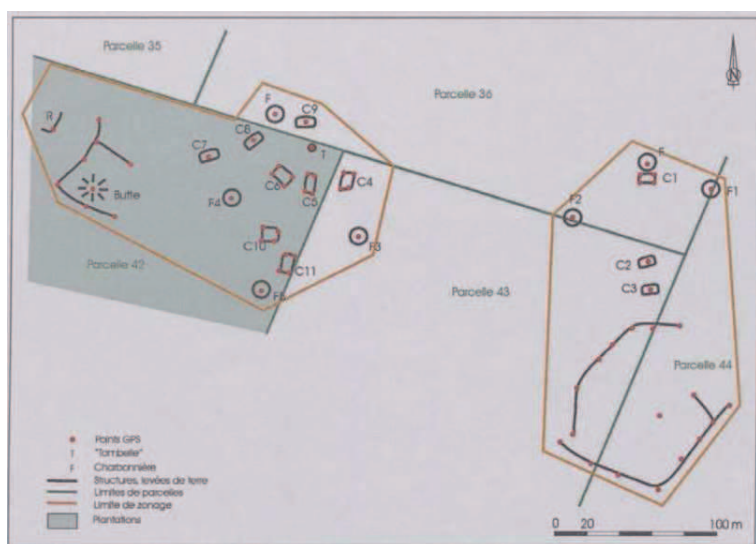 Parcelle 35
Parcelle 36
N
F
C9
C8
C7
T
R
C6
C5
C4
Butte
F4
F
C1
F1
F2
C10
F3
C11
C2
Parcelle 42
F5
Parcelle 43
C3
Parcelle 44
Points GPS
T "Tombelle"
F Charbonnière
Structures, levées de terre
Limites de parcelles
Limite de zonage
Plantations
0 20 100 m